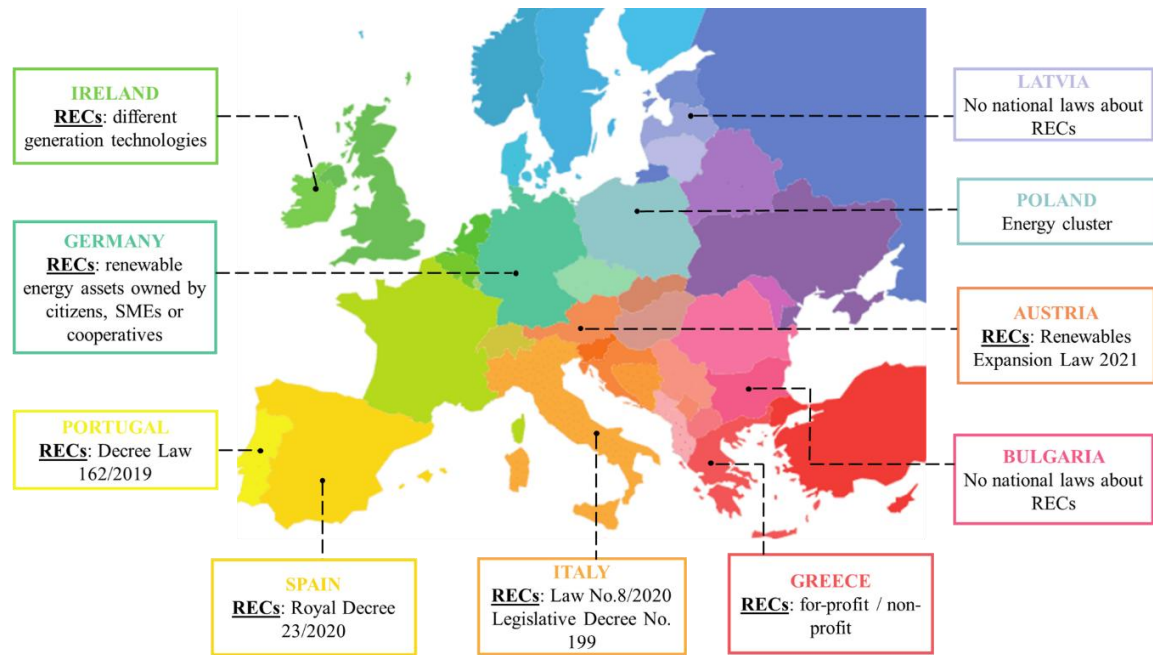 IRELAND
RECs: different
generation technologies
GERMANY
RECs: renewable
energy assets owned by
citizens, SMEs or
cooperatives
PORTUGAL
RECs: Decree Law
162/2019
SPAIN
RECs: Royal Decree
23/2020
ITALY
RECs: Law No.8/2020
Legislative Decree No.
199
GREECE
RECs: for-profit / non-
profit
LATVIA
No national laws about
RECs
POLAND
Energy cluster
AUSTRIA
RECs: Renewables
Expansion Law 2021
BULGARIA
No national laws about
RECs